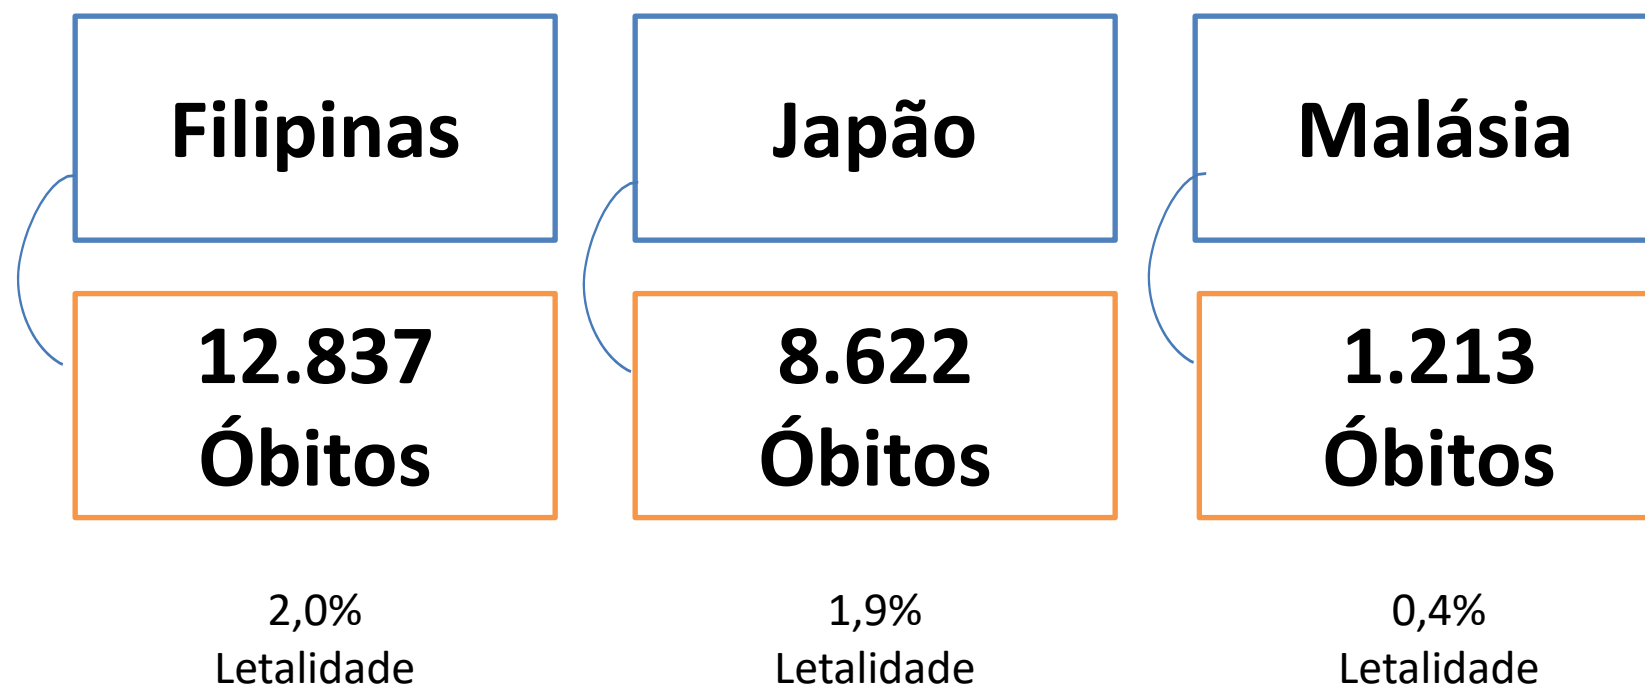 Filipinas
12.837
Óbitos
2,0%
Letalidade
Japão
8.622
Óbitos
1,9%
Letalidade
Malásia
1.213
Óbitos
0,4%
Letalidade